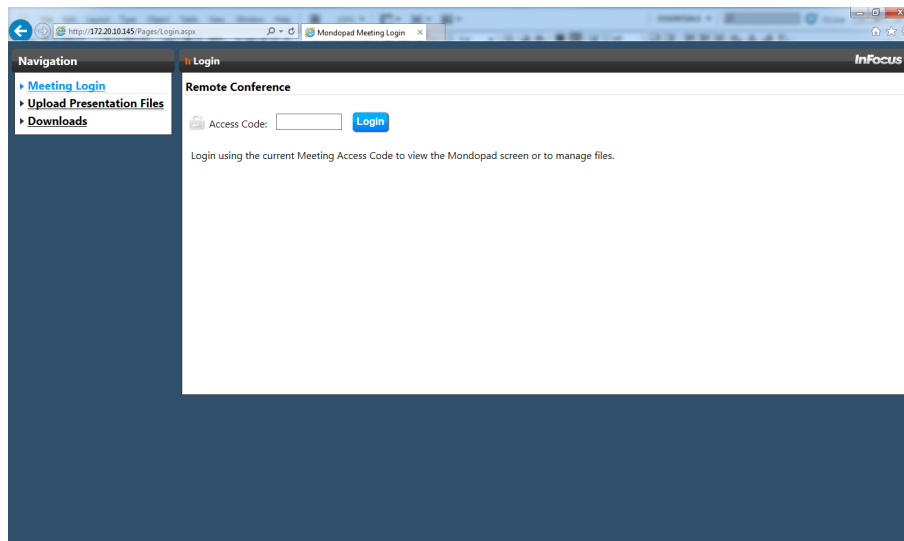 http://172.20.10.145/Pages/Login.aspx
Mondopad Meeting Login
Navigation
Login
InFocus
Meeting Login
Upload Presentation Files
Downloads
Remote Conference
Access Code:
Login
Login using the current Meeting Access Code to view the Mondopad screen or to manage files.